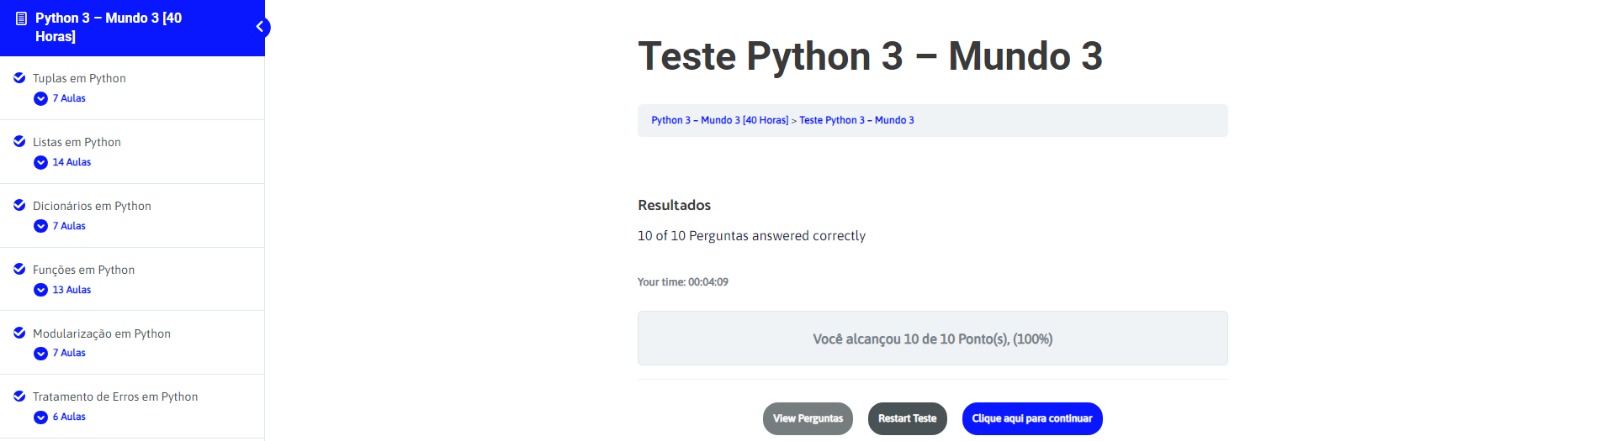 Python 3 – Mundo 3 [40
Horas]
Tuplas em Python
7 Aulas
Listas em Python
14 Aulas
Dicionários em Python
7 Aulas
Funções em Python
13 Aulas
Modularização em Python
7 Aulas
Tratamento de Erros em Python
6 Aulas
Teste Python 3 – Mundo 3
Python 3 – Mundo 3 [40 Horas] > Teste Python 3 – Mundo 3
Resultados
10 of 10 Perguntas answered correctly
Your time: 00:04:09
Você alcançou 10 de 10 Ponto(s), (100%)
View Perguntas
Restart Teste
Clique aqui para continuar